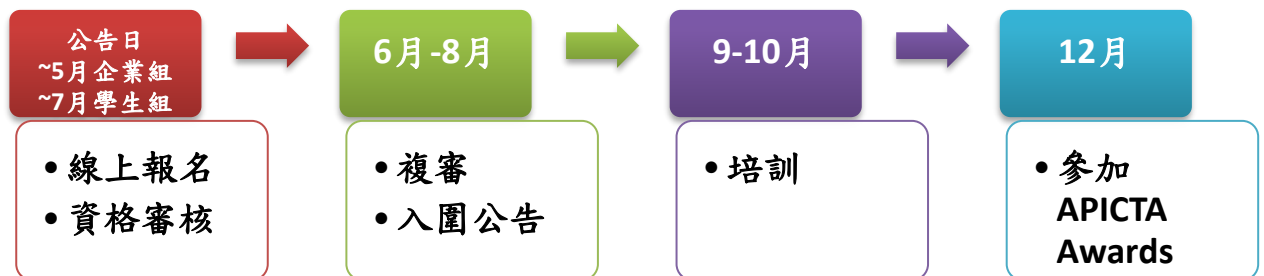 公告日
~5月企業組
~7月學生組
• 線上報名
• 資格審核
6月-8月
• 複審
• 入圍公告
9-10月
• 培訓
12月
• 參加
APICTA
Awards